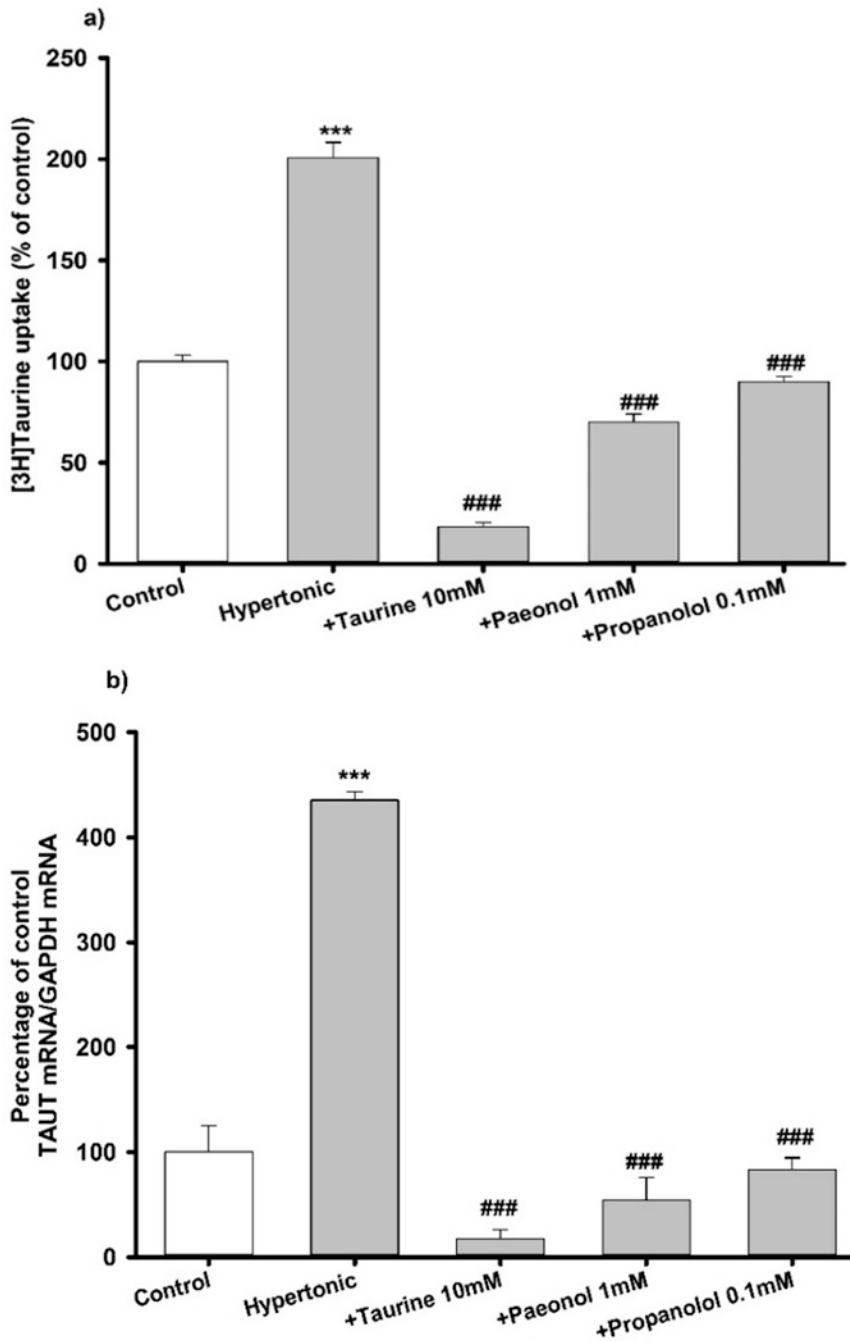 a)
[3H]Taurine uptake (% of control)
250
200
150
100
50
0
***
###
###
###
Control
Hypertonic
+Taurine 10mM
+Paeonol 1mM
+Propanolol 0.1mM
b)
Percentage of control
TAUT mRNA/GAPDH mRNA
500
400
300
200
100
0
***
###
###
###
Control
Hypertonic
+Taurine 10mM
+Paeonol 1mM
+Propanolol 0.1mM